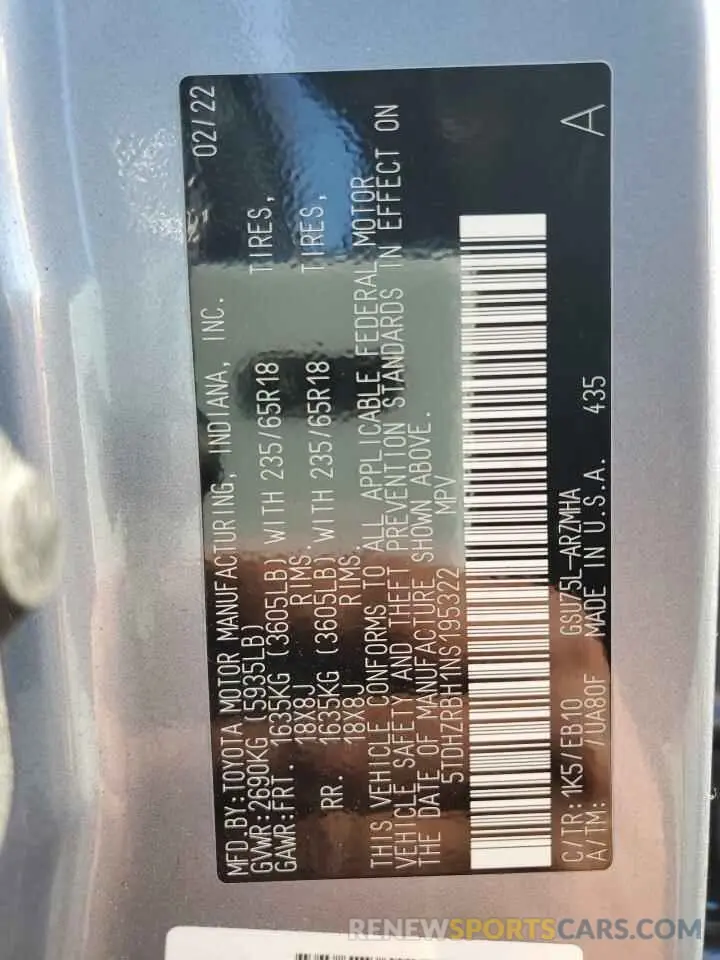 MFD.BY:TOYOTA MOTOR MANUFACTURING, INDIANA, INC. 02/22
GVWR:2690KG (5935LB)
GAWR:FRT. 1635KG (3605LB) WITH 235/65R18 TIRES,
18X8J RIMS.
RR. 1635KG (3605LB) WITH 235/65R18 TIRES,
18X8J RIMS.
THIS VEHICLE CONFORMS TO ALL APPLICABLE FEDERAL MOTOR
VEHICLE SAFETY AND THEFT PREVENTION STANDARDS IN EFFECT ON
THE DATE OF MANUFACTURE SHOWN ABOVE.
5TDHZRBH1NS195322 MPV
C/TR: 1K5/EB10 GSU75L-ARZMHA A
A/TM: /UA80F MADE IN U.S.A. 435
RENEWSPORTSCARS.COM